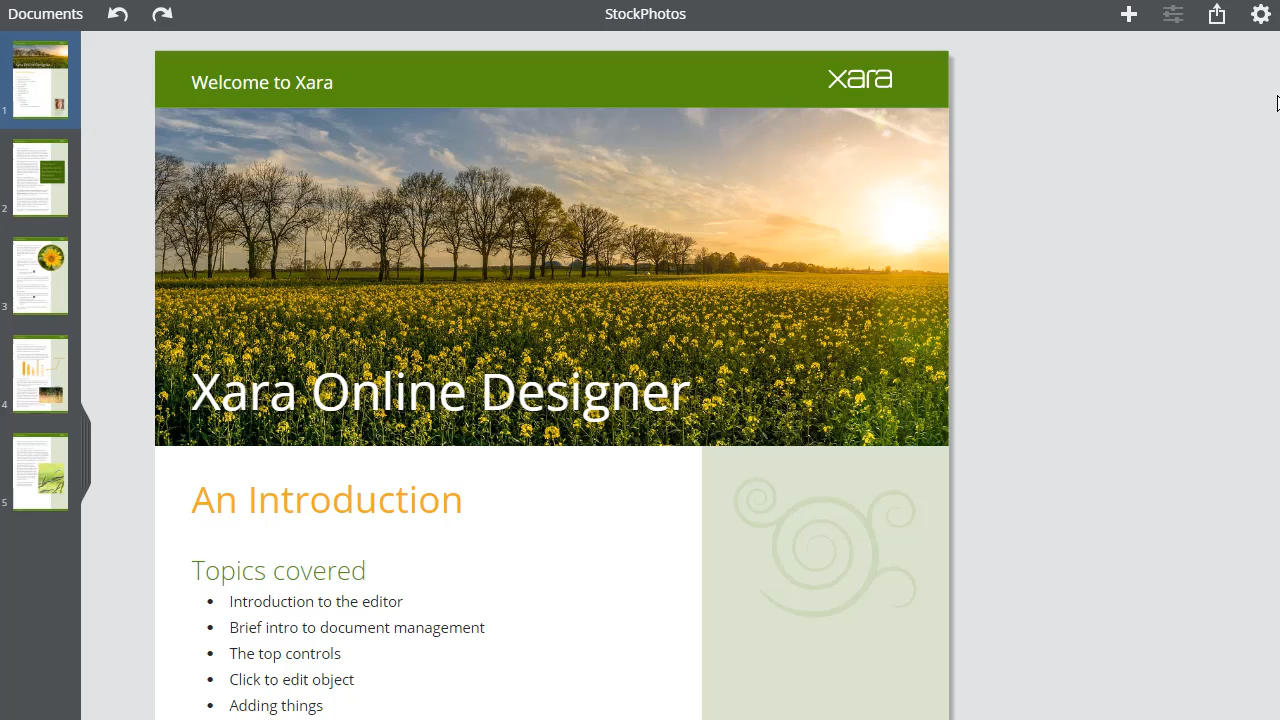 Documents
StockPhotos
Welcome to Xara
xara
Xara Online Designer
An Introduction
Topics covered
• Introduction to the editor
• Brief intro to document management
• The top controls
• Click to edit object
• Adding things
1
2
3
4
5